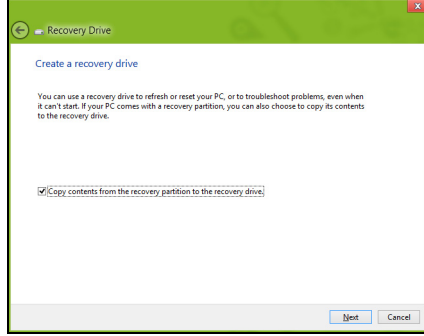 Recovery Drive
Create a recovery drive
You can use a recovery drive to refresh or reset your PC, or to troubleshoot problems, even when
it can't start. If your PC comes with a recovery partition, you can also choose to copy its contents
to the recovery drive.
Copy contents from the recovery partition to the recovery drive.
Next Cancel